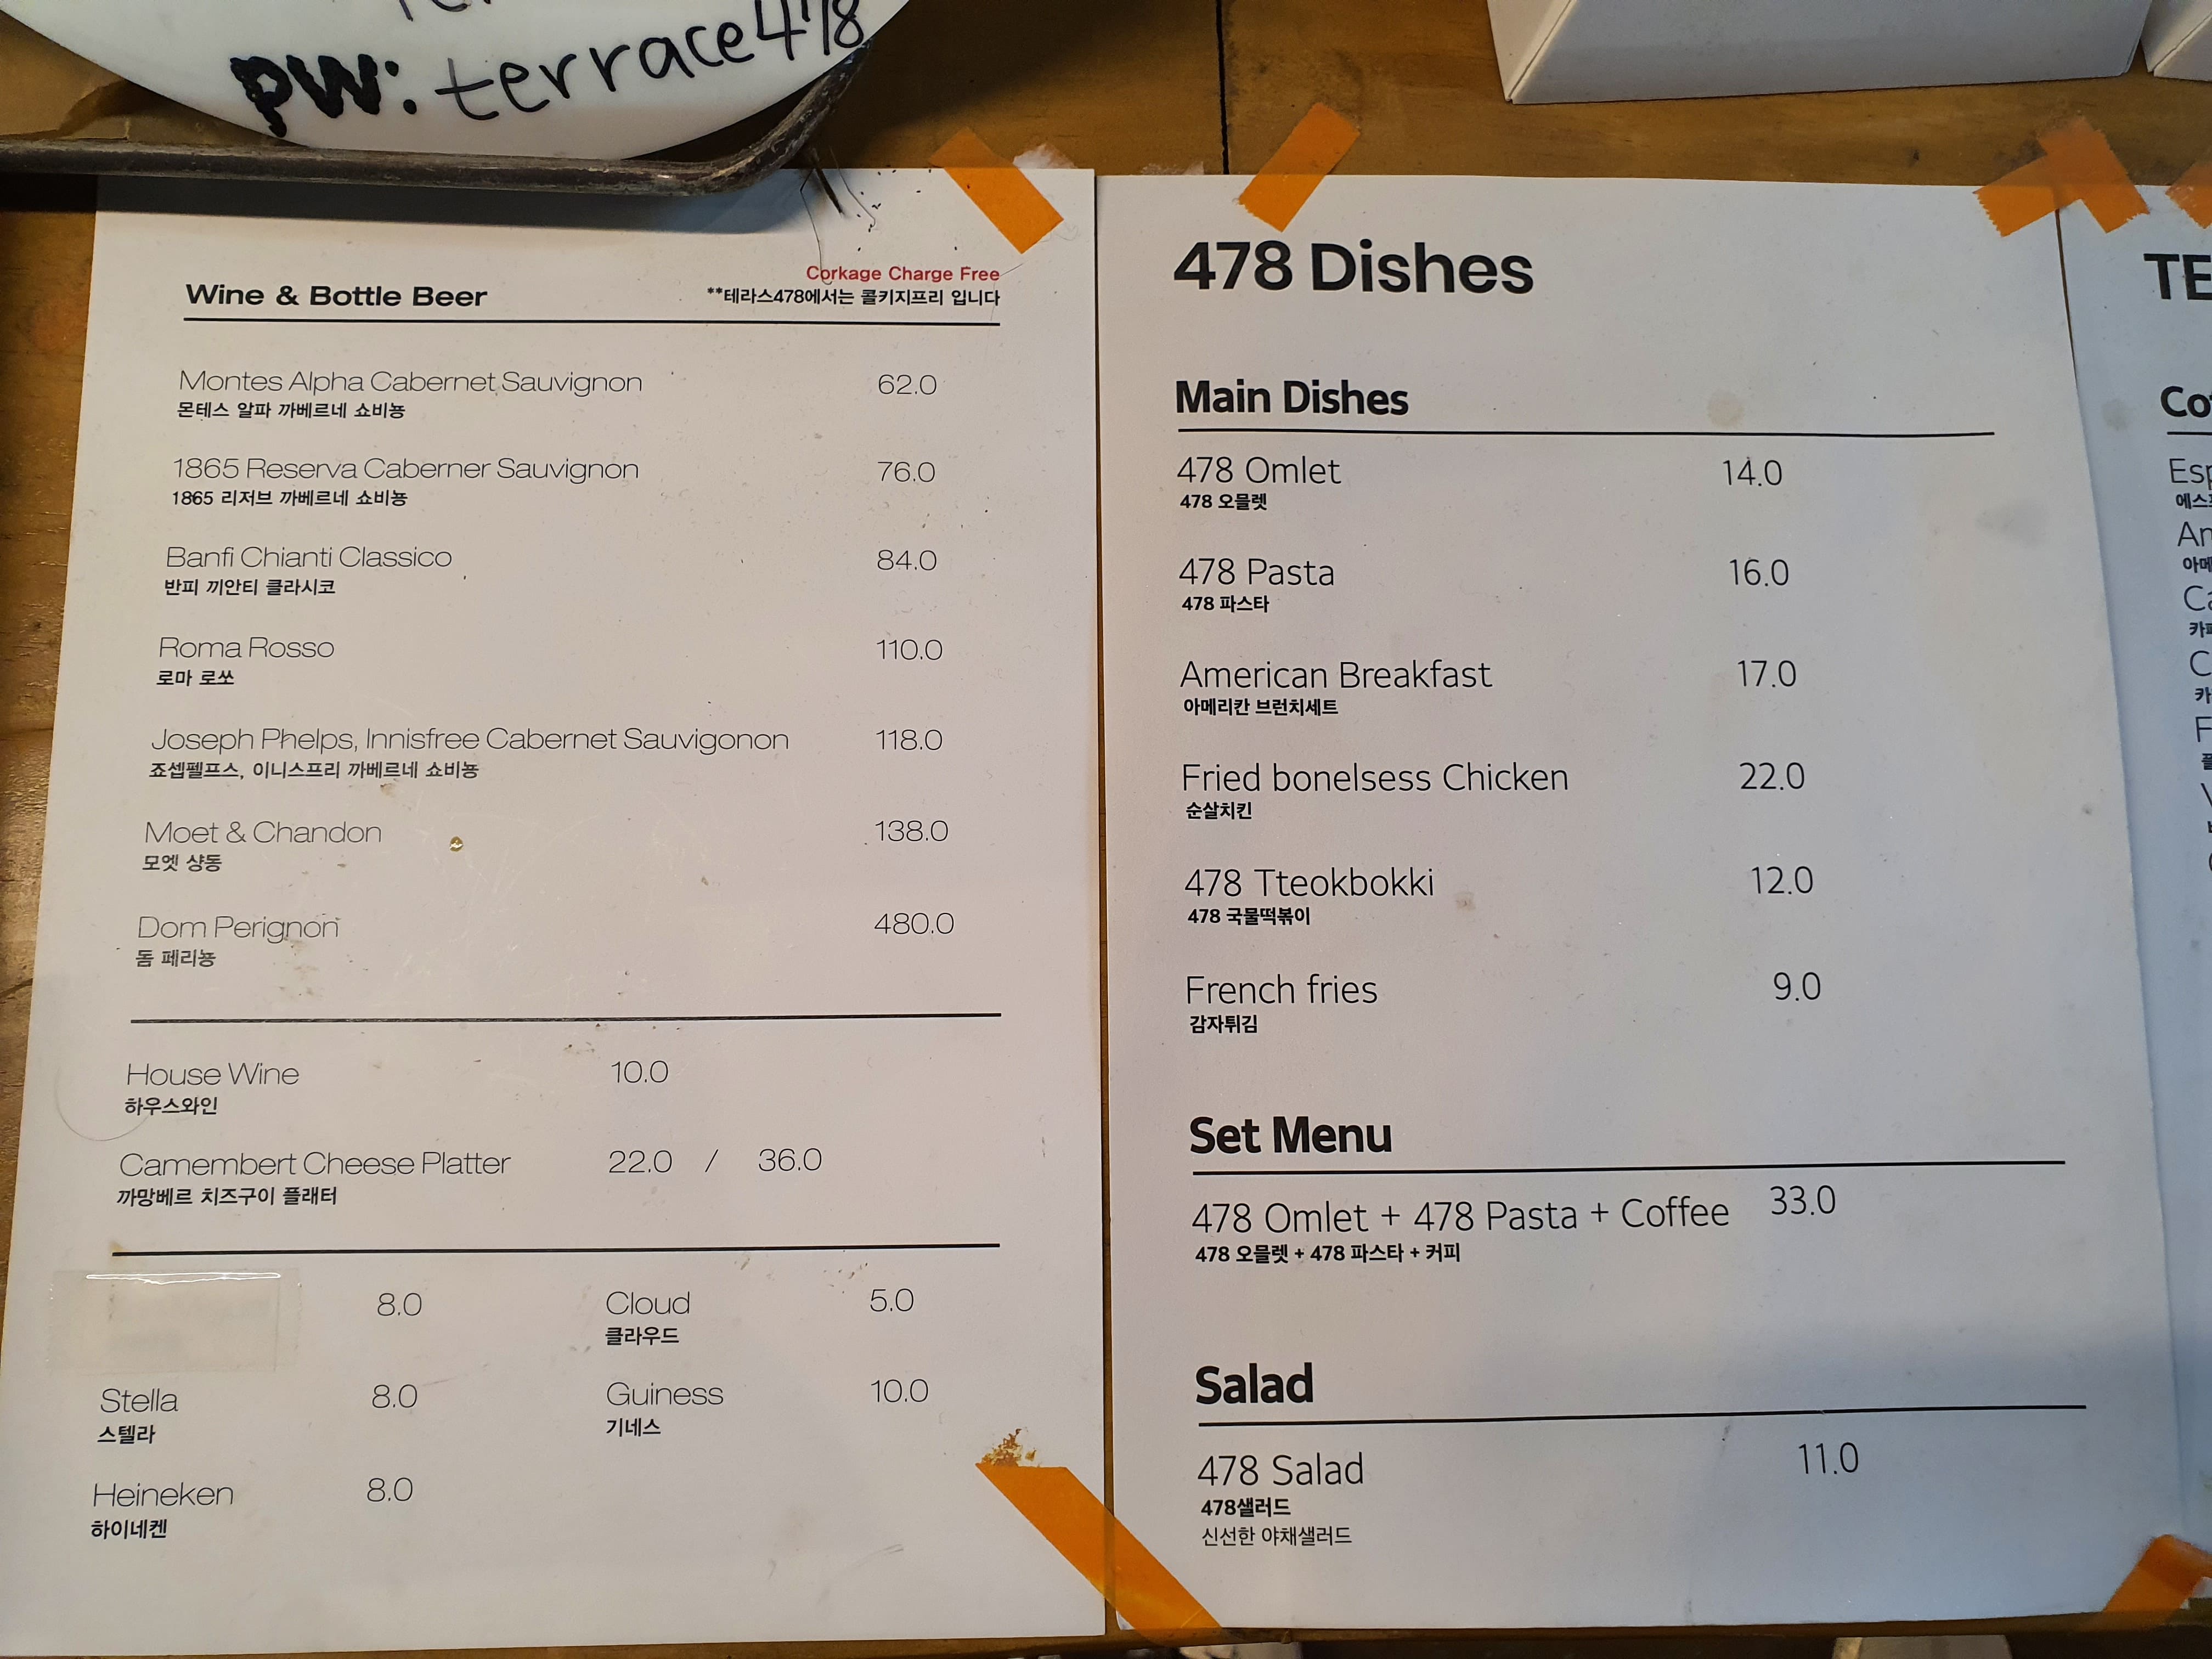 pw: terrace478
Corkage Charge Free
Wine & Bottle Beer
**테라스478에서는 콜키지프리 입니다
Montes Alpha Cabernet Sauvignon 62.0
몬테스 알파 까베르네 쇼비뇽
1865 Reserva Caberner Sauvignon 76.0
1865 리저브 까베르네 쇼비뇽
Banfi Chianti Classico 84.0
반피 끼안티 클라시코
Roma Rosso 110.0
로마 로쏘
Joseph Phelps, Innisfree Cabernet Sauvigonon 118.0
죠셉펠프스, 이니스프리 까베르네 쇼비뇽
Moet & Chandon 138.0
모엣 샹동
Dom Perignon 480.0
돔 페리뇽
House Wine 10.0
하우스와인
Camembert Cheese Platter 22.0 / 36.0
까망베르 치즈구이 플래터
8.0 Cloud 5.0
클라우드
Stella 8.0 Guiness 10.0
스텔라 기네스
Heineken 8.0
하이네켄
478 Dishes
Main Dishes
478 Omlet 14.0
478 오믈렛
478 Pasta 16.0
478 파스타
American Breakfast 17.0
아메리칸 브런치세트
Fried bonelsess Chicken 22.0
순살치킨
478 Tteokbokki 12.0
478 국물떡볶이
French fries 9.0
감자튀김
Set Menu
478 Omlet + 478 Pasta + Coffee 33.0
478 오믈렛 + 478 파스타 + 커피
Salad
478 Salad 11.0
478샐러드
신선한 야채샐러드